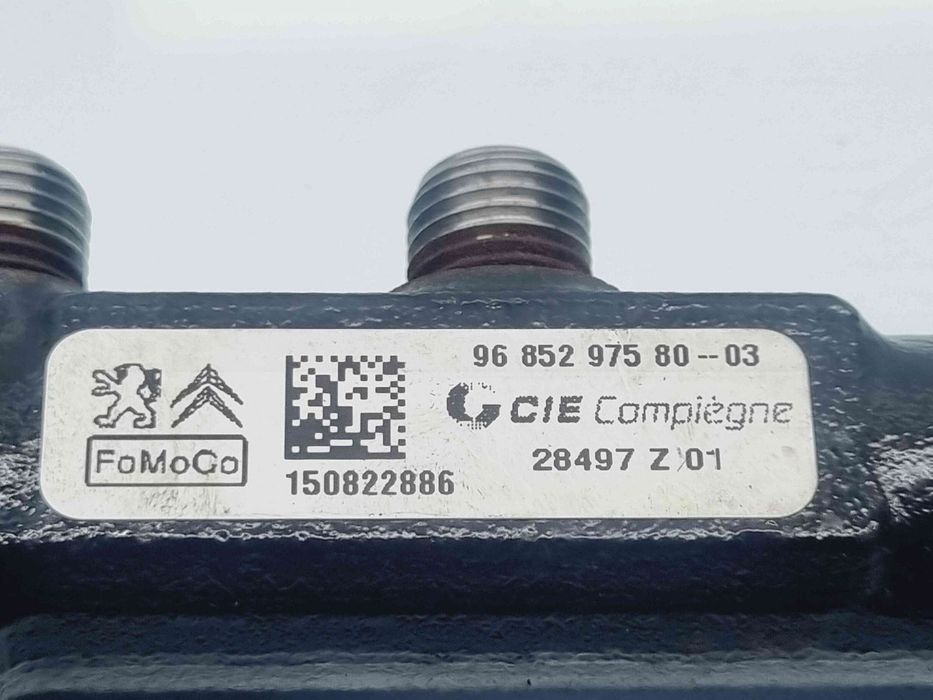 96 852 975 80--03
CIE Compiègne
FoMoCo
150822886
28497 Z 01